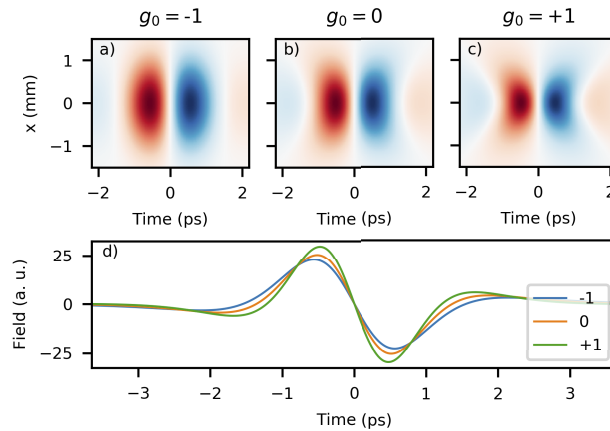 g₀ = -1
g₀ = 0
g₀ = +1
a)
b)
c)
x (mm)
1
0
−1
−2
0
2
−2
0
2
−2
0
2
Time (ps)
Time (ps)
Time (ps)
d)
Field (a. u.)
25
0
−25
-1
0
+1
−3
−2
−1
0
1
2
3
Time (ps)